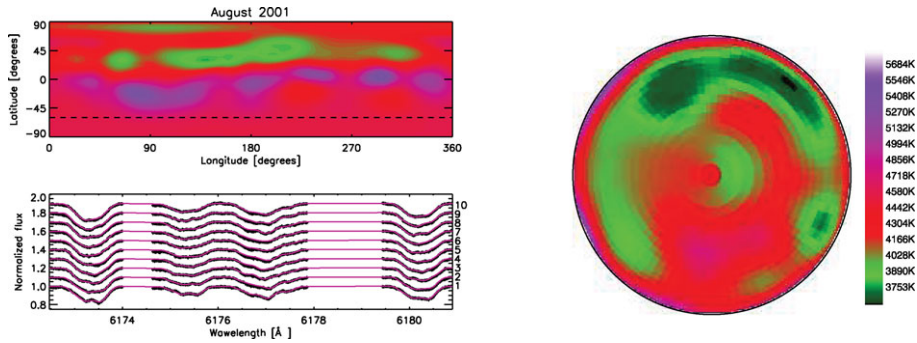 August 2001
90
45
0
-45
-90
Latitude [degrees]
0 90 180 270 360
Longitude [degrees]
2.0
1.8
1.6
1.4
1.2
1.0
0.8
Normalized flux
10
9
8
7
6
5
4
3
2
1
6174 6176 6178 6180
Wavelength [Å]
5684K
5546K
5408K
5270K
5132K
4994K
4856K
4718K
4580K
4442K
4304K
4166K
4028K
3890K
3753K